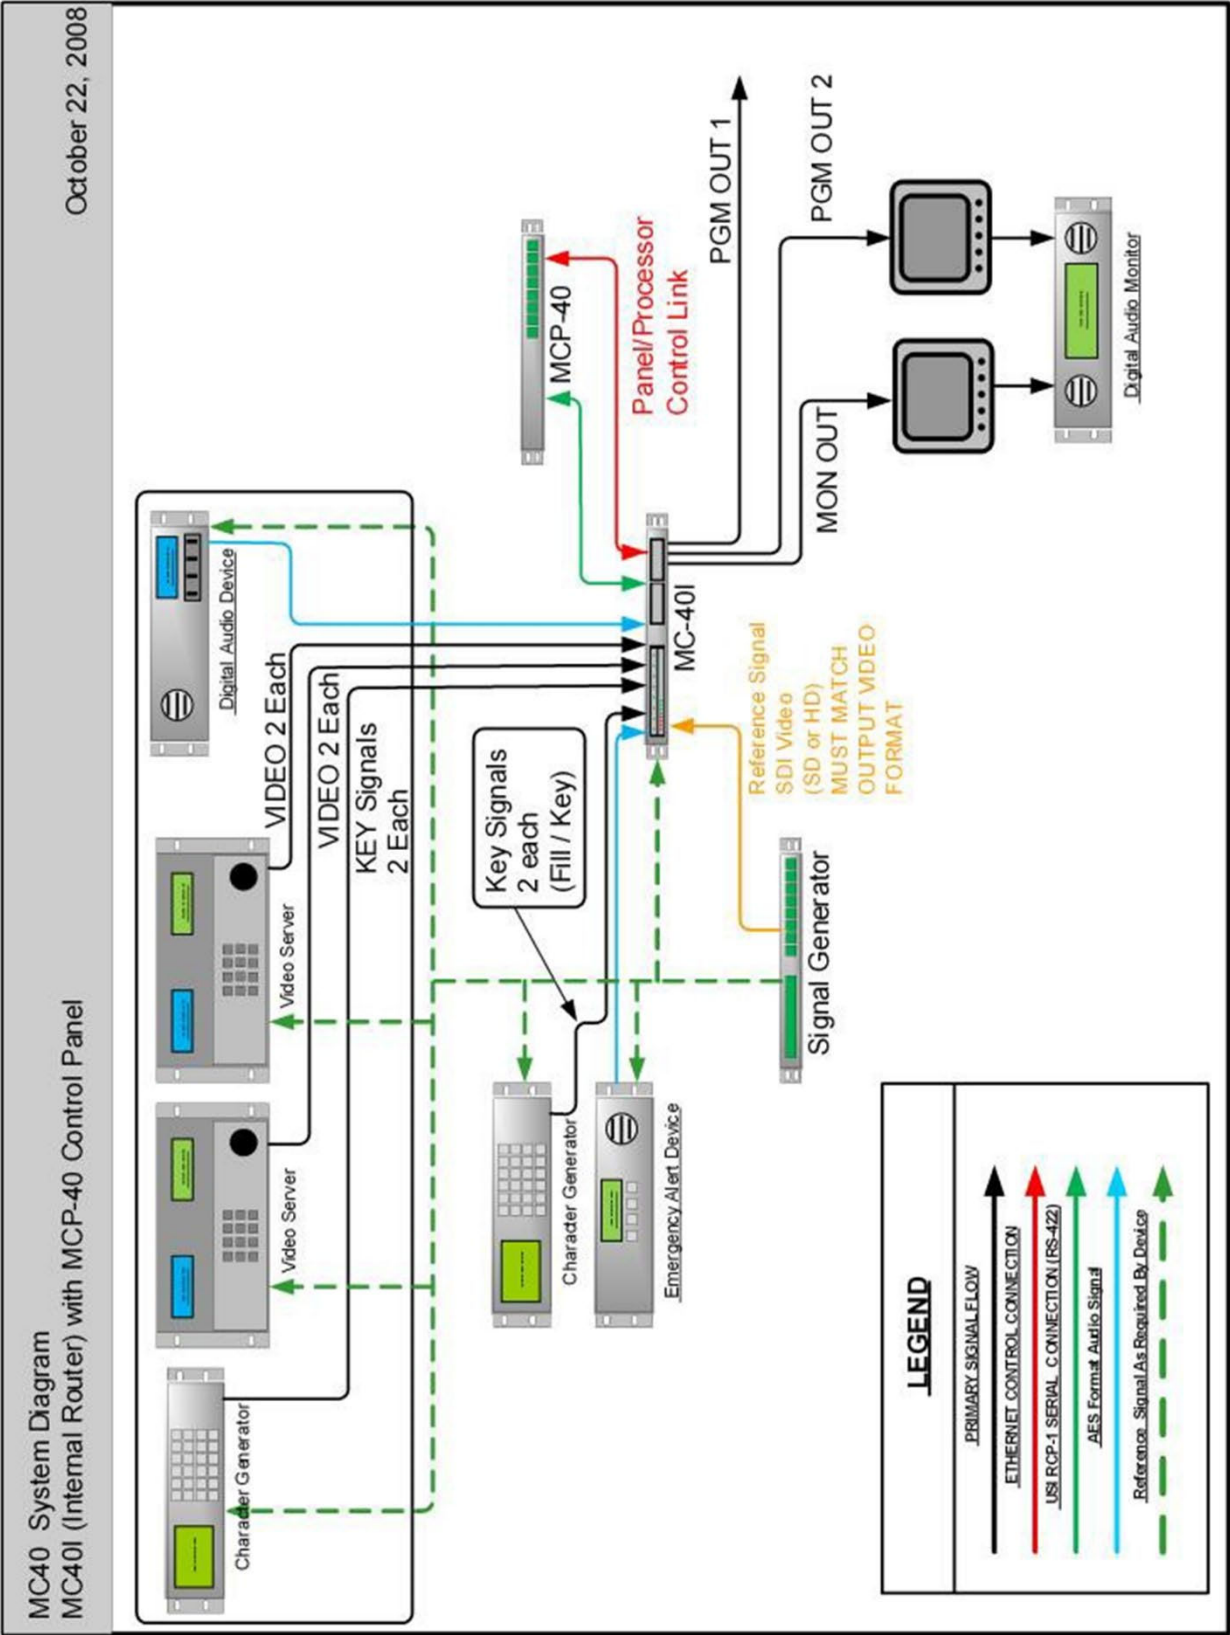 MC40 System Diagram
October 22, 2008
MC40I (Internal Router) with MCP-40 Control Panel
Character Generator
Video Server
Video Server
Digital Audio Device
VIDEO 2 Each
VIDEO 2 Each
KEY Signals
2 Each
Key Signals
2 each
(Fill / Key)
Character Generator
Emergency Alert Device
MCP-40
Panel/Processor
Control Link
MC-40I
Reference Signal
SDI Video
(SD or HD)
MUST MATCH
OUTPUT VIDEO
FORMAT
Signal Generator
PGM OUT 1
PGM OUT 2
MON OUT
Digital Audio Monitor
LEGEND
PRIMARY SIGNAL FLOW
ETHERNET CONTROL CONNECTION
USI RCP-1 SERIAL CONNECTION (RS-422)
AES Format Audio Signal
Reference Signal As Required By Device